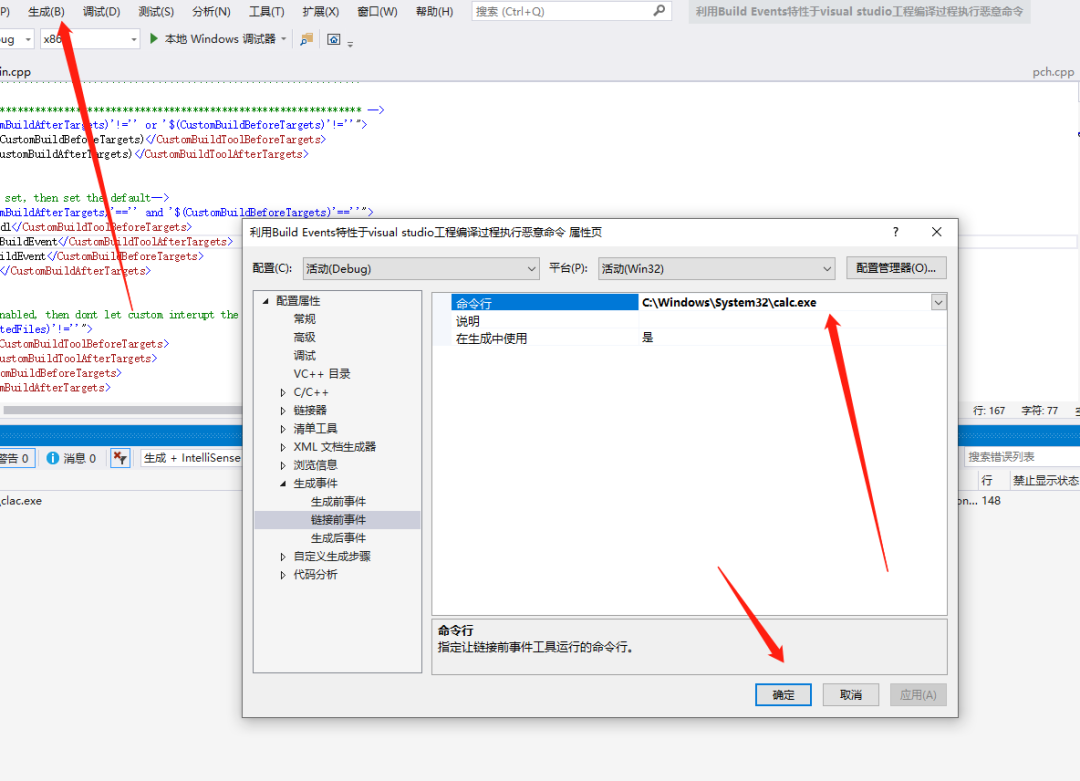 P) 生成(B) 调试(D) 测试(S) 分析(N) 工具(T) 扩展(X) 窗口(W) 帮助(H) 搜索 (Ctrl+Q) 利用Build Events特性于visual studio工程编译过程执行恶意命令
ug x86 本地 Windows 调试器
in.cpp pch.cpp
************************************************************* -->
mBuildAfterTargets)'!='' or '$(CustomBuildBeforeTargets)'!=''">
CustomBuildBeforeTargets)</CustomBuildToolBeforeTargets>
ustomBuildAfterTargets)</CustomBuildToolAfterTargets>
set, then set the default-->
mBuildAfterTargets)'=='' and '$(CustomBuildBeforeTargets)'==''">
dl</CustomBuildToolBeforeTargets>
BuildEvent</CustomBuildToolAfterTargets>
ildEvent</CustomBuildBeforeTargets>
</CustomBuildAfterTargets>
nabled, then dont let custom interupt the
tedFiles)'!=''">
CustomBuildToolBeforeTargets>
ustomBuildToolAfterTargets>
omBuildBeforeTargets>
mBuildAfterTargets>
行: 167 字符: 77
警告 0 消息 0 生成 + IntelliSense 搜索错误列表
行 禁止显示状态
clac.exe on... 148
利用Build Events特性于visual studio工程编译过程执行恶意命令 属性页 ?
配置(C): 活动(Debug) 平台(P): 活动(Win32) 配置管理器(O)...
配置属性
常规
高级
调试
VC++ 目录
C/C++
链接器
清单工具
XML 文档生成器
浏览信息
生成事件
生成前事件
链接前事件
生成后事件
自定义生成步骤
代码分析
命令行 C:\Windows\System32\calc.exe
说明
在生成中使用 是
命令行
指定让链接前事件工具运行的命令行。
确定 取消 应用(A)